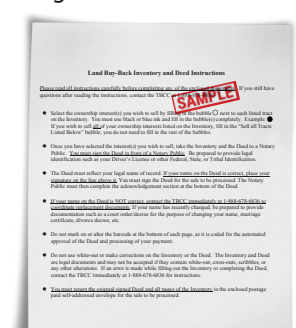 Land Buy-Back Inventory and Deed Instructions
Please read all instructions carefully before completing any of the enclosed If you still have
questions after reading the instructions, contact the TBCC at
SAMPLE
● Select the ownership interest(s) you wish to sell by filling in the bubble ○ next to each listed tract
on the Inventory. You must use black or blue ink and fill in the bubble(s) completely. Example: ●
If you wish to sell all of your ownership interests listed on the Inventory, fill in the "Sell all Tracts
Listed Below" bubble; you do not need to fill in the rest of the bubbles.
● Once you have selected the interest(s) you wish to sell, take the Inventory and the Deed to a Notary
Public. You must sign the Deed in front of a Notary Public. Be prepared to provide legal
identification such as your Driver's License or other Federal, State, or Tribal Identification.
● The Deed must reflect your legal name of record. If your name on the Deed is correct, place your
signature on the line above it. You must sign the Deed for the sale to be processed. The Notary
Public must then complete the acknowledgement section at the bottom of the Deed.
● If your name on the Deed is NOT correct, contact the TBCC immediately at 1-888-678-6836 to
coordinate replacement documents. If your name has recently changed, be prepared to provide
documentation such as a court order/decree for the purpose of changing your name, marriage
certificate, divorce decree, etc.
● Do not mark on or alter the barcode at the bottom of each page, as it is coded for the automated
approval of the Deed and processing of your payment.
● Do not use white-out or make corrections on the Inventory or the Deed. The Inventory and Deed
are legal documents and may not be accepted if they contain white-out, cross-outs, scribbles, or
any other alterations. If an error is made while filling out the Inventory or completing the Deed,
contact the TBCC immediately at 1-888-678-6836 for instructions.
● You must return the original signed Deed and all pages of the Inventory in the enclosed postage
paid self-addressed envelope for the sale to be processed.